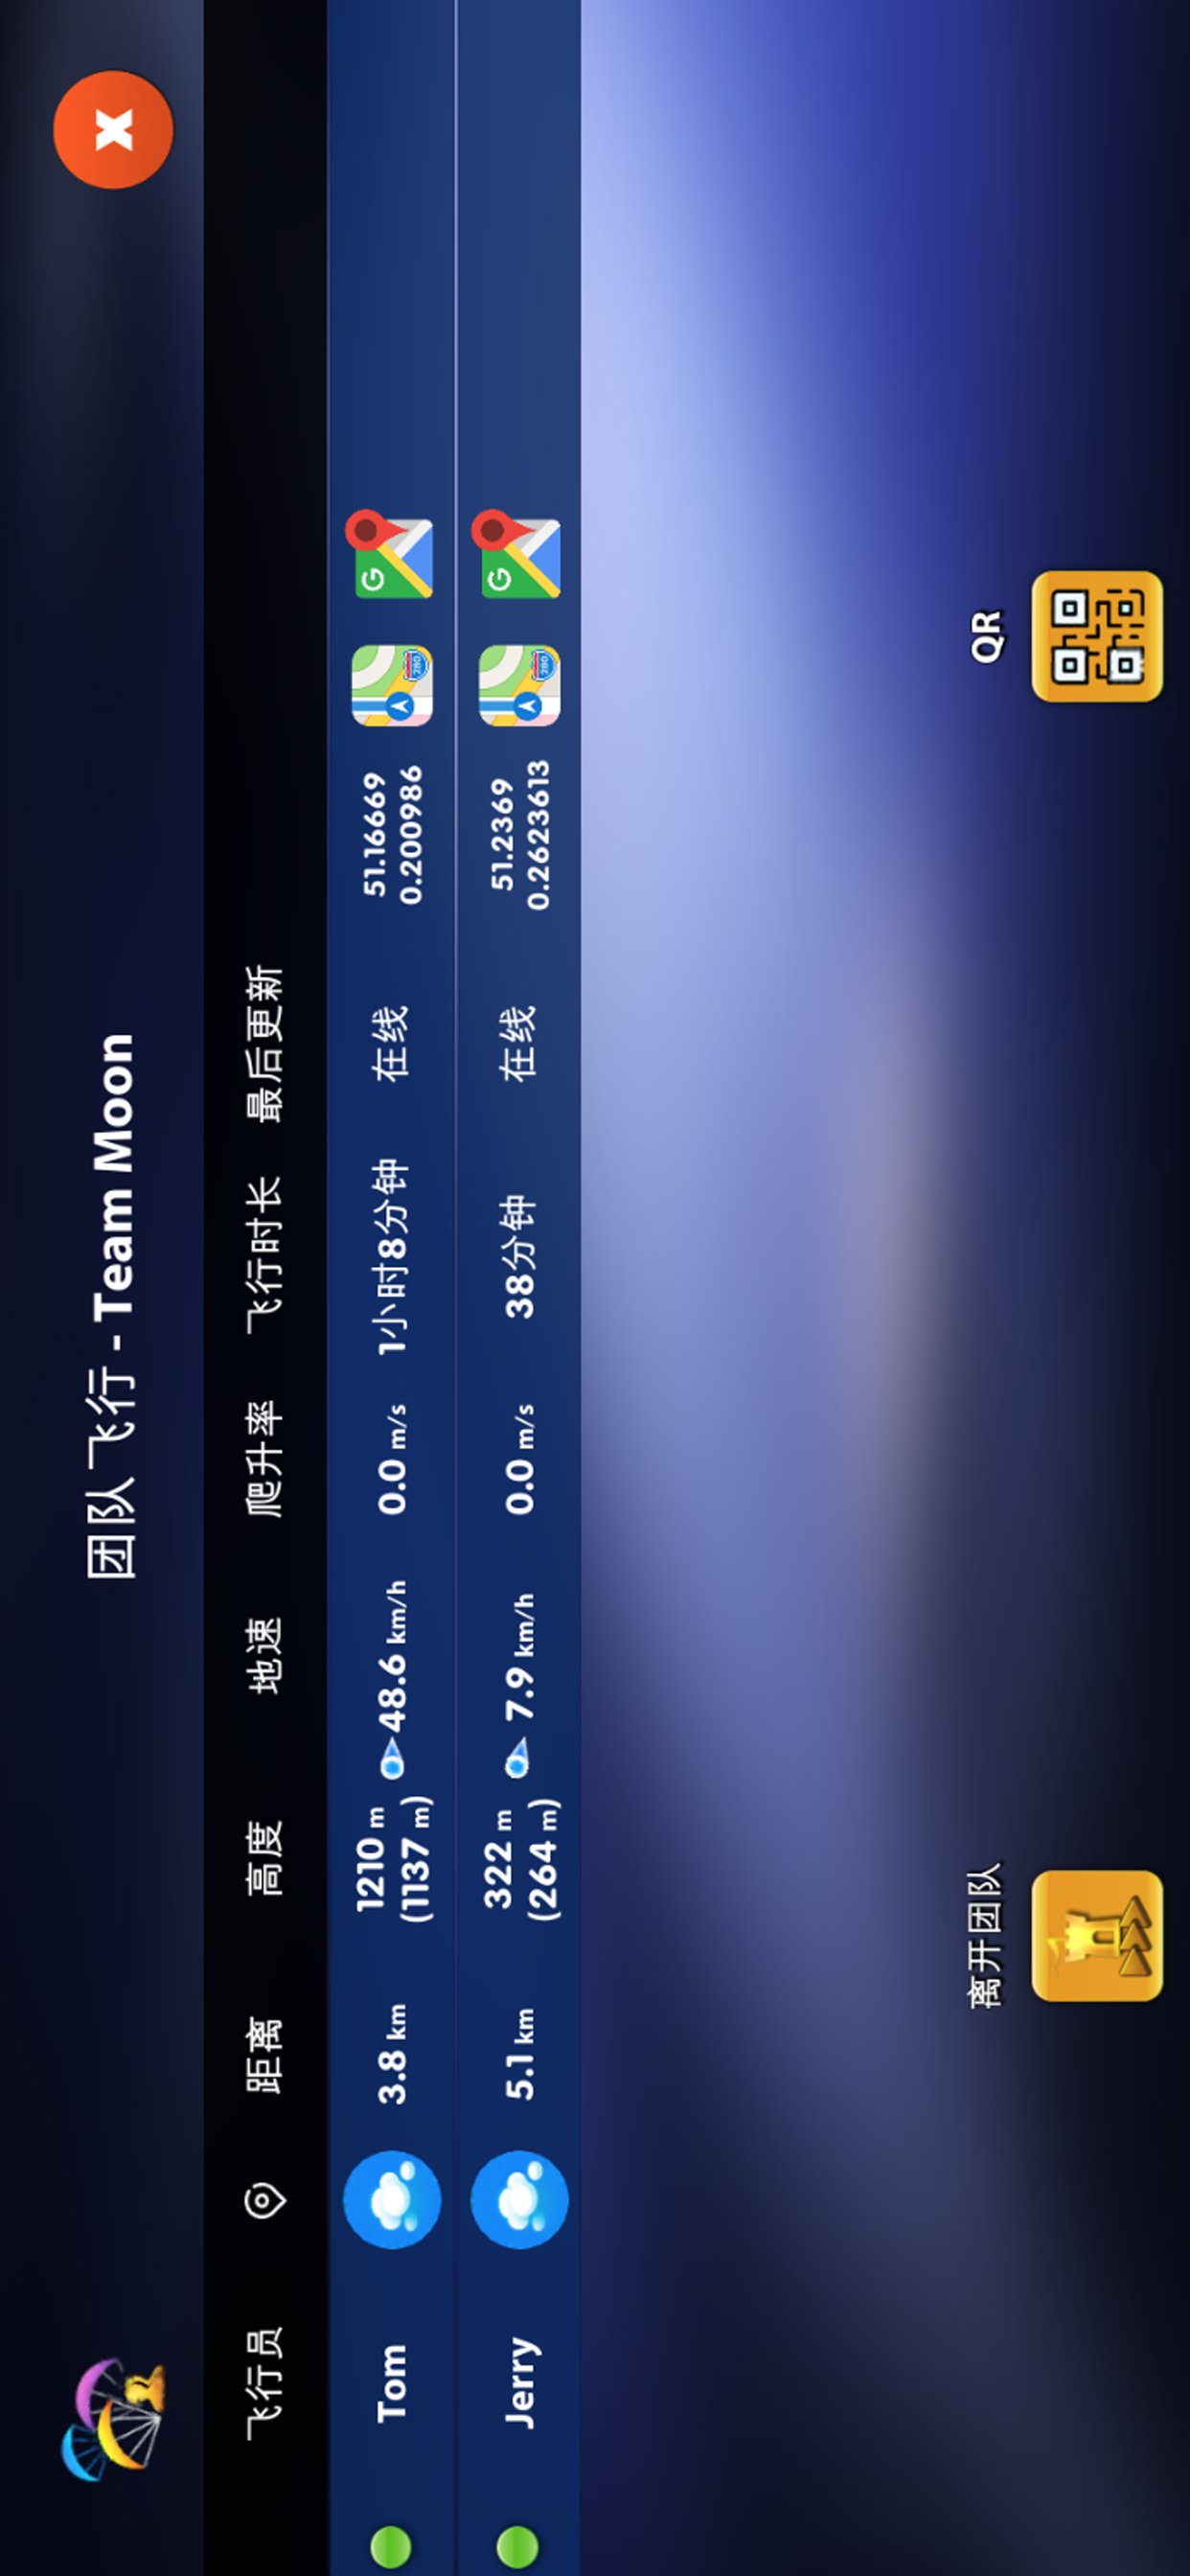 团队飞行 - Team Moon
飞行员 距离 高度 地速 爬升率 飞行时长 最后更新
Tom 3.8 km 1210 m (1137 m) 48.6 km/h 0.0 m/s 1小时8分钟 在线 51.16669 0.200986
Jerry 5.1 km 322 m (264 m) 7.9 km/h 0.0 m/s 38分钟 在线 51.2369 0.2623613
离开团队 QR